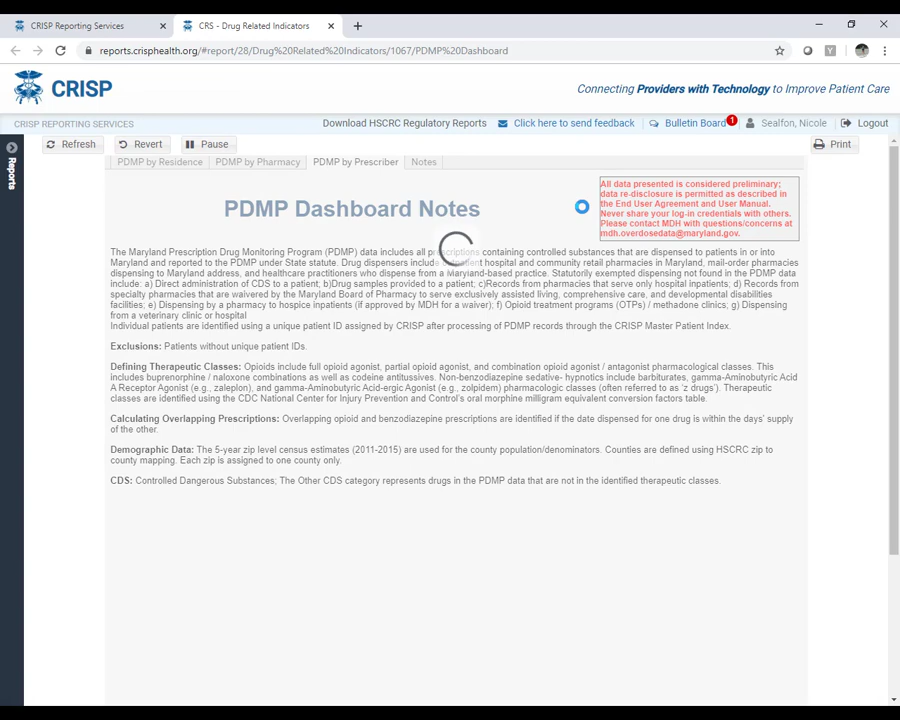 CRISP Reporting Services
CRS - Drug Related Indicators
reports.crisphealth.org/#report/28/Drug%20Related%20Indicators/1067/PDMP%20Dashboard
Y
CRISP
Connecting Providers with Technology to Improve Patient Care
CRISP REPORTING SERVICES
Download HSCRC Regulatory Reports
Click here to send feedback
Bulletin Board 1
Sealfon, Nicole
Logout
Reports
Refresh
Revert
Pause
Print
PDMP by Residence
PDMP by Pharmacy
PDMP by Prescriber
Notes
PDMP Dashboard Notes
All data presented is considered preliminary;
data re-disclosure is permitted as described in
the End User Agreement and User Manual.
Never share your log-in credentials with others.
Please contact MDH with questions/concerns at
mdh.overdosedata@maryland.gov.
The Maryland Prescription Drug Monitoring Program (PDMP) data includes all prescriptions containing controlled substances that are dispensed to patients in or into
Maryland and reported to the PDMP under State statute. Drug dispensers include outpatient hospital and community retail pharmacies in Maryland, mail-order pharmacies
dispensing to Maryland address, and healthcare practitioners who dispense from a Maryland-based practice. Statutorily exempted dispensing not found in the PDMP data
include: a) Direct administration of CDS to a patient; b)Drug samples provided to a patient; c)Records from pharmacies that serve only hospital inpatients; d) Records from
specialty pharmacies that are waivered by the Maryland Board of Pharmacy to serve exclusively assisted living, comprehensive care, and developmental disabilities
facilities; e) Dispensing by a pharmacy to hospice inpatients (if approved by MDH for a waiver); f) Opioid treatment programs (OTPs) / methadone clinics; g) Dispensing
from a veterinary clinic or hospital
Individual patients are identified using a unique patient ID assigned by CRISP after processing of PDMP records through the CRISP Master Patient Index.
Exclusions: Patients without unique patient IDs.
Defining Therapeutic Classes: Opioids include full opioid agonist, partial opioid agonist, and combination opioid agonist / antagonist pharmacological classes. This
includes buprenorphine / naloxone combinations as well as codeine antitussives. Non-benzodiazepine sedative- hypnotics include barbiturates, gamma-Aminobutyric Acid
A Receptor Agonist (e.g., zaleplon), and gamma-Aminobutyric Acid-ergic Agonist (e.g., zolpidem) pharmacologic classes (often referred to as 'z drugs'). Therapeutic
classes are identified using the CDC National Center for Injury Prevention and Control's oral morphine milligram equivalent conversion factors table.
Calculating Overlapping Prescriptions: Overlapping opioid and benzodiazepine prescriptions are identified if the date dispensed for one drug is within the days' supply
of the other.
Demographic Data: The 5-year zip level census estimates (2011-2015) are used for the county population/denominators. Counties are defined using HSCRC zip to
county mapping. Each zip is assigned to one county only.
CDS: Controlled Dangerous Substances; The Other CDS category represents drugs in the PDMP data that are not in the identified therapeutic classes.